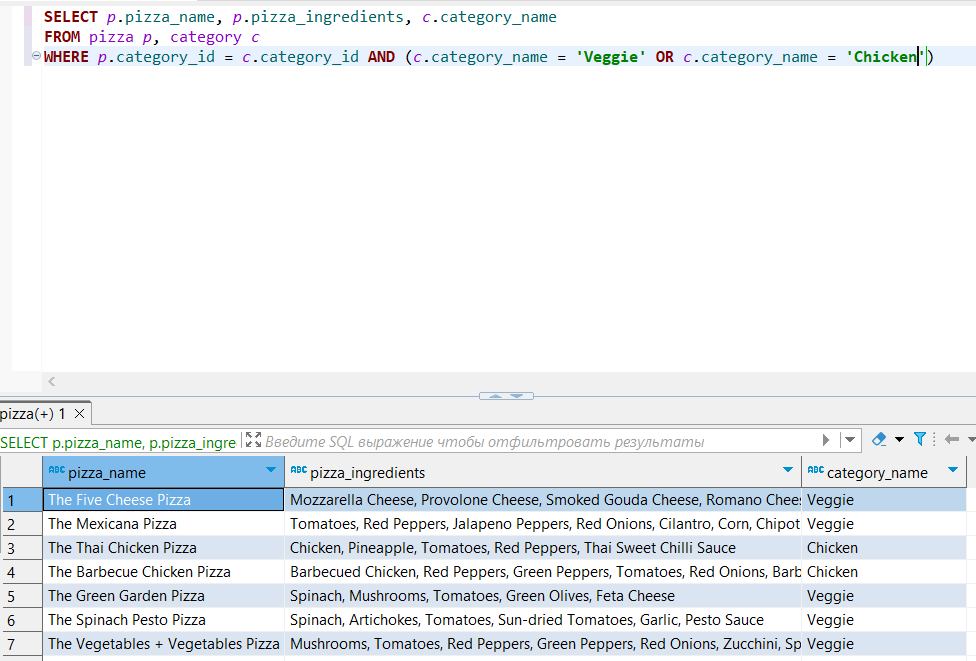 SELECT p.pizza_name, p.pizza_ingredients, c.category_name
FROM pizza p, category c
WHERE p.category_id = c.category_id AND (c.category_name = 'Veggie' OR c.category_name = 'Chicken')
pizza(+) 1
SELECT p.pizza_name, p.pizza_ingre Введите SQL выражение чтобы отфильтровать результаты
ABC pizza_name ABC pizza_ingredients ABC category_name
1 The Five Cheese Pizza Mozzarella Cheese, Provolone Cheese, Smoked Gouda Cheese, Romano Chees Veggie
2 The Mexicana Pizza Tomatoes, Red Peppers, Jalapeno Peppers, Red Onions, Cilantro, Corn, Chipot Veggie
3 The Thai Chicken Pizza Chicken, Pineapple, Tomatoes, Red Peppers, Thai Sweet Chilli Sauce Chicken
4 The Barbecue Chicken Pizza Barbecued Chicken, Red Peppers, Green Peppers, Tomatoes, Red Onions, Barb Chicken
5 The Green Garden Pizza Spinach, Mushrooms, Tomatoes, Green Olives, Feta Cheese Veggie
6 The Spinach Pesto Pizza Spinach, Artichokes, Tomatoes, Sun-dried Tomatoes, Garlic, Pesto Sauce Veggie
7 The Vegetables + Vegetables Pizza Mushrooms, Tomatoes, Red Peppers, Green Peppers, Red Onions, Zucchini, Sp Veggie